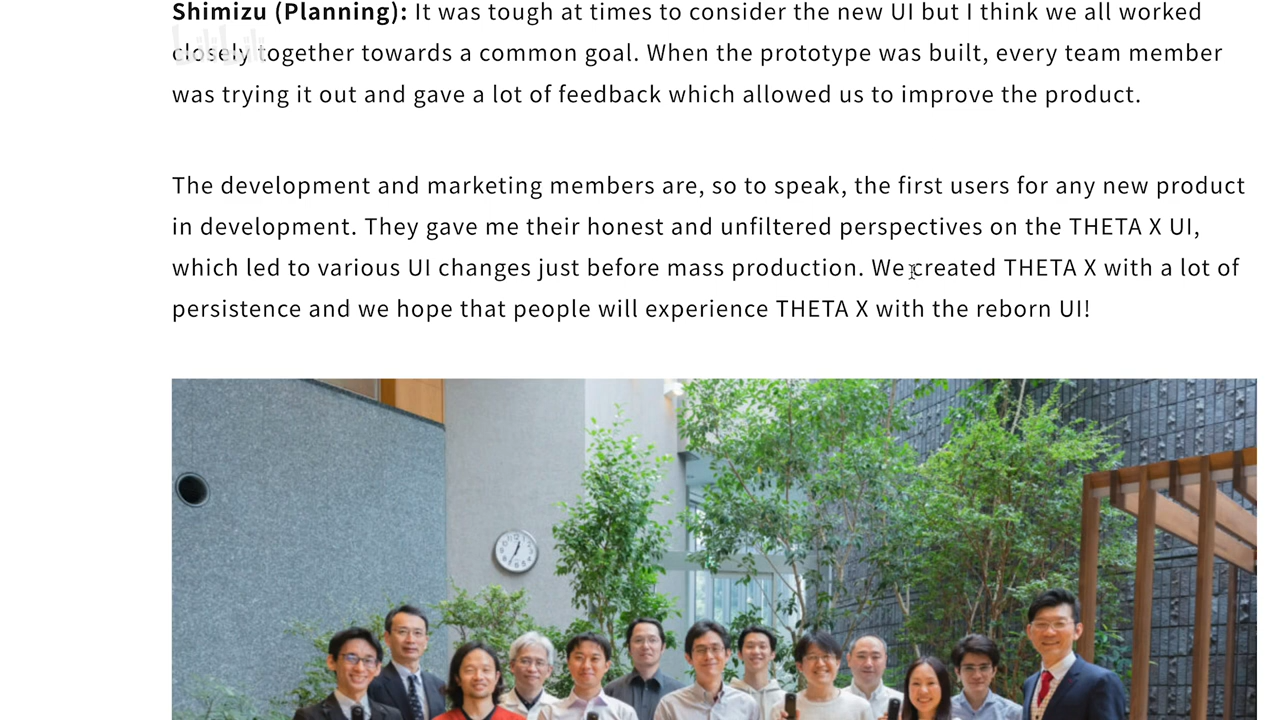 Shimizu (Planning): It was tough at times to consider the new UI but I think we all worked
closely together towards a common goal. When the prototype was built, every team member
was trying it out and gave a lot of feedback which allowed us to improve the product.
The development and marketing members are, so to speak, the first users for any new product
in development. They gave me their honest and unfiltered perspectives on the THETA X UI,
which led to various UI changes just before mass production. We created THETA X with a lot of
persistence and we hope that people will experience THETA X with the reborn UI!